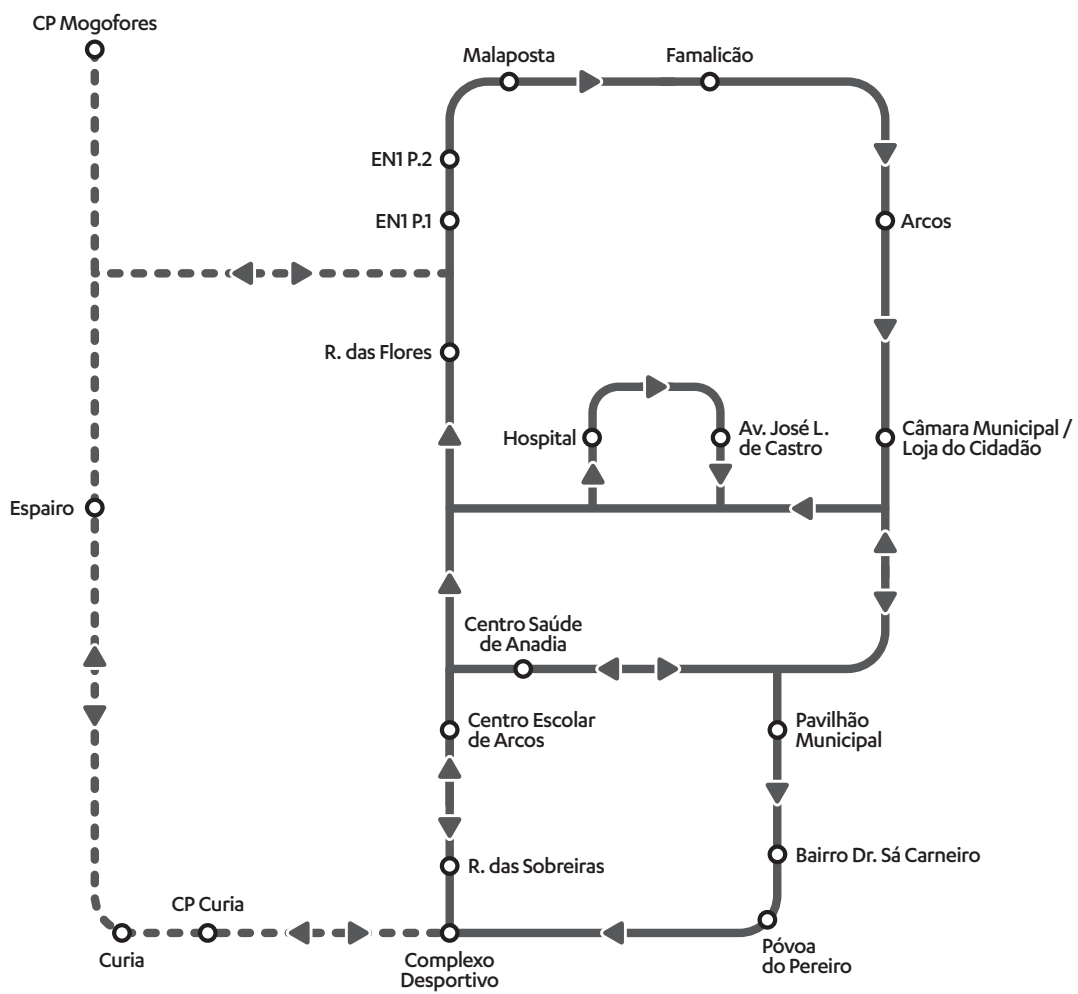 CP Mogofores
Malaposta
Famalicão
EN1 P.2
EN1 P.1
Arcos
R. das Flores
Hospital
Av. José L.
de Castro
Câmara Municipal /
Loja do Cidadão
Espairo
Centro Saúde
de Anadia
Centro Escolar
de Arcos
Pavilhão
Municipal
R. das Sobreiras
Bairro Dr. Sá Carneiro
CP Curia
Curia
Complexo
Desportivo
Póvoa
do Pereiro